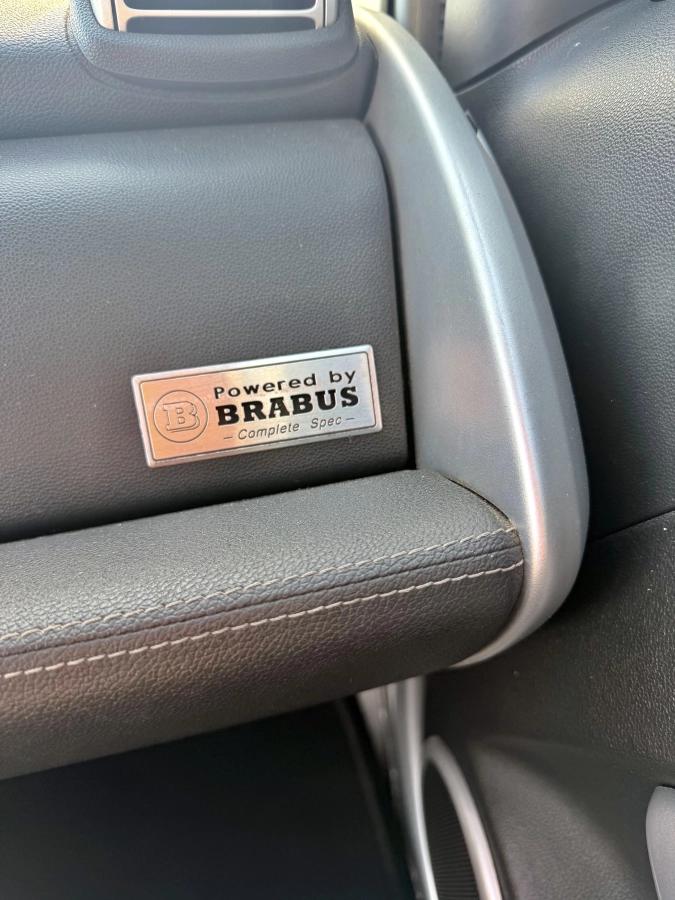 B
Powered by
BRABUS
– Complete Spec –